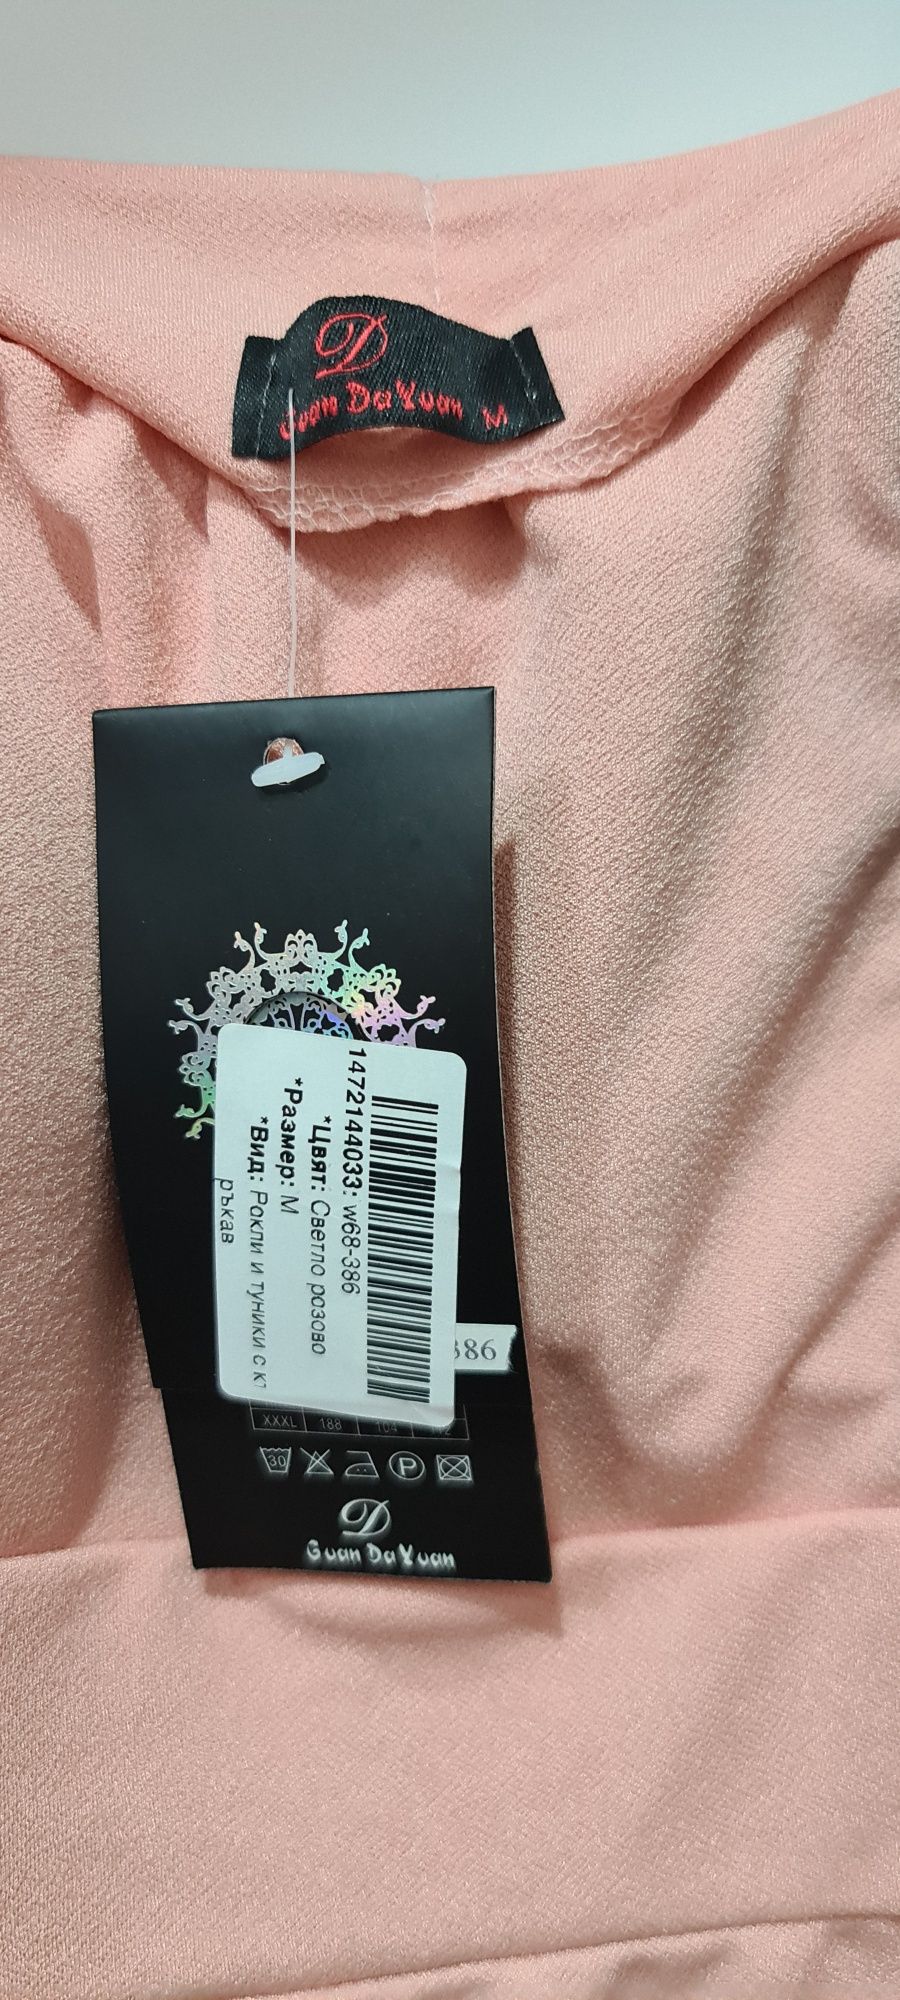 D
Guan DaYuan M
1472144033: w68-386
*Цвят: Светло розово
*Размер: M
*Вид: Рокли и туники с къ
ръкав
386
XXXL 188 104
30 P
D
Guan DaYuan